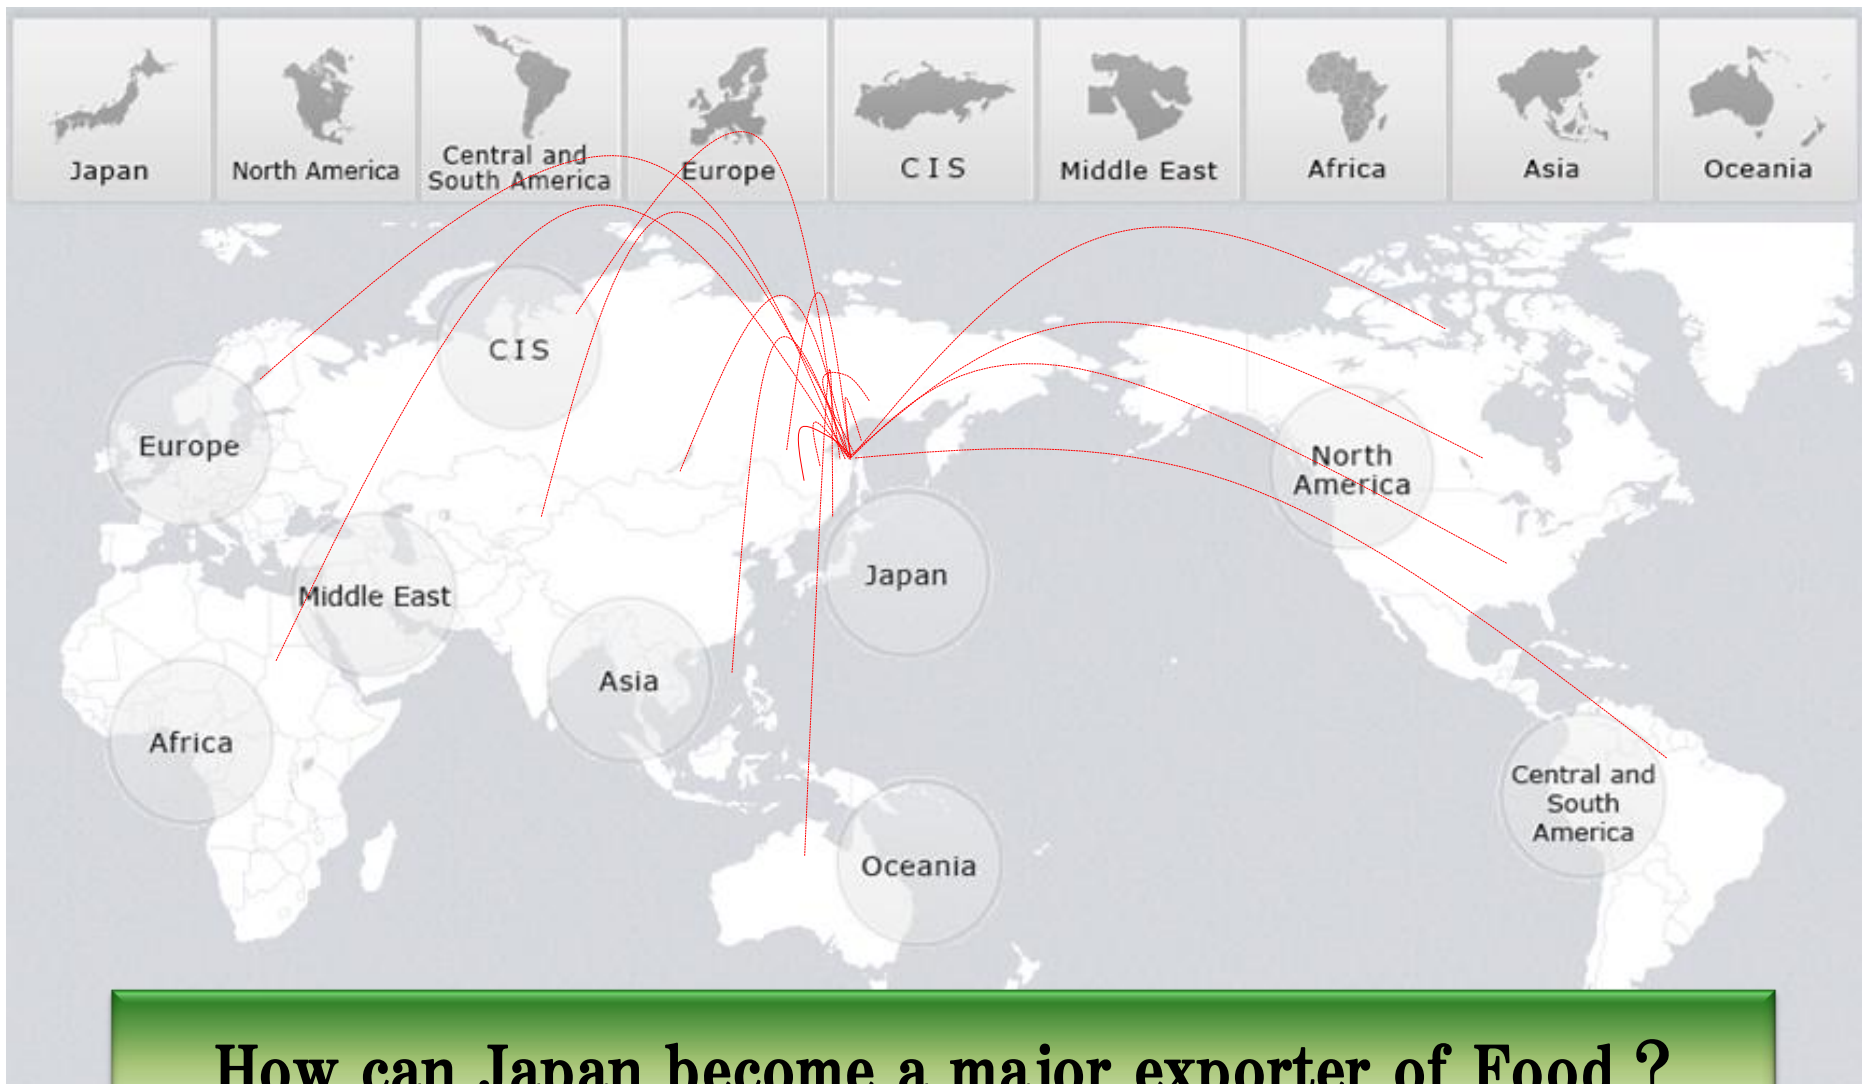 Japan
North America
Central and
South America
Europe
CIS
Middle East
Africa
Asia
Oceania
CIS
Europe
North
America
Japan
Middle East
Asia
Africa
Central and
South
America
Oceania
How can Japan become a major exporter of Food ?